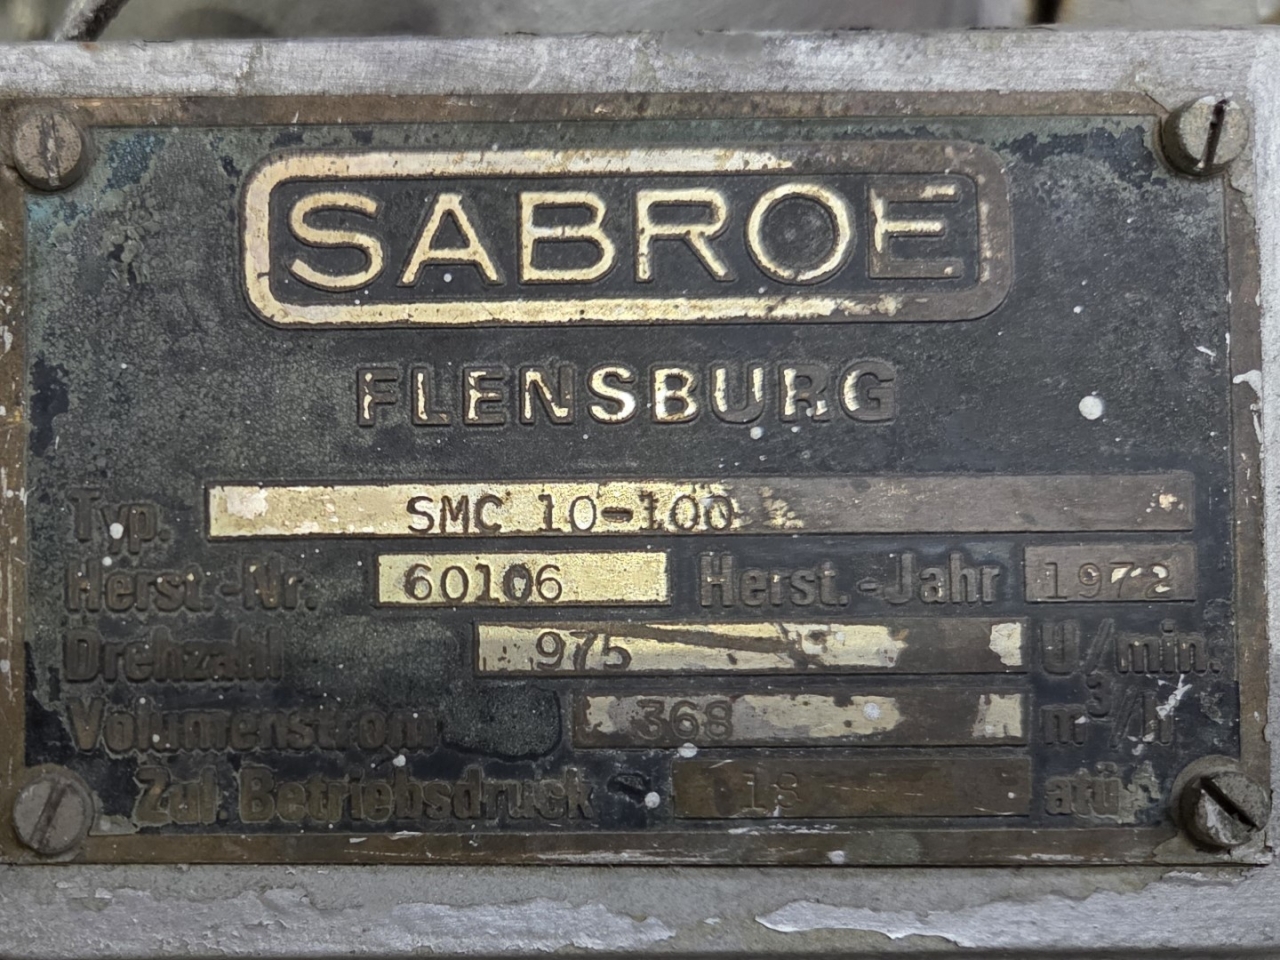 SABROE
FLENSBURG
Typ. SMC 10-100
Herst.-Nr. 60106 Herst.-Jahr 1972
Drehzahl 975 U/min.
Volumenstrom 368 m³/h
Zul. Betriebsdruck 18 atü